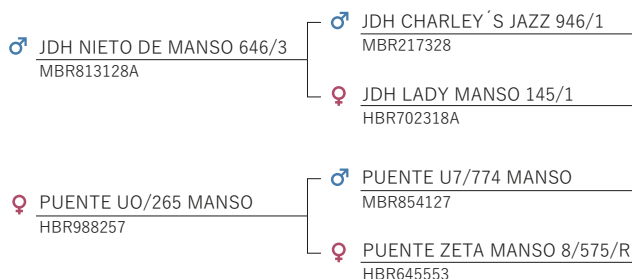 JDH CHARLEY´S JAZZ 946/1
MBR217328
JDH NIETO DE MANSO 646/3
MBR813128A
JDH LADY MANSO 145/1
HBR702318A
PUENTE U7/774 MANSO
MBR854127
PUENTE UO/265 MANSO
HBR988257
PUENTE ZETA MANSO 8/575/R
HBR645553